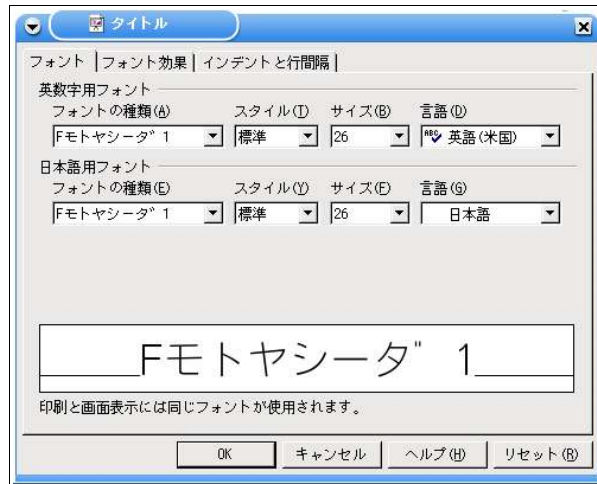 タイトル
フォント フォント効果 インデントと行間隔
英数字用フォント
フォントの種類(A) スタイル(T) サイズ(B) 言語(D)
Fモトヤシータ゛1 標準 26 ABC 英語(米国)
日本語用フォント
フォントの種類(E) スタイル(Y) サイズ(F) 言語(G)
Fモトヤシータ゛1 標準 26 日本語
Fモトヤシータ゛1
印刷と画面表示には同じフォントが使用されます。
OK キャンセル ヘルプ(H) リセット(R)